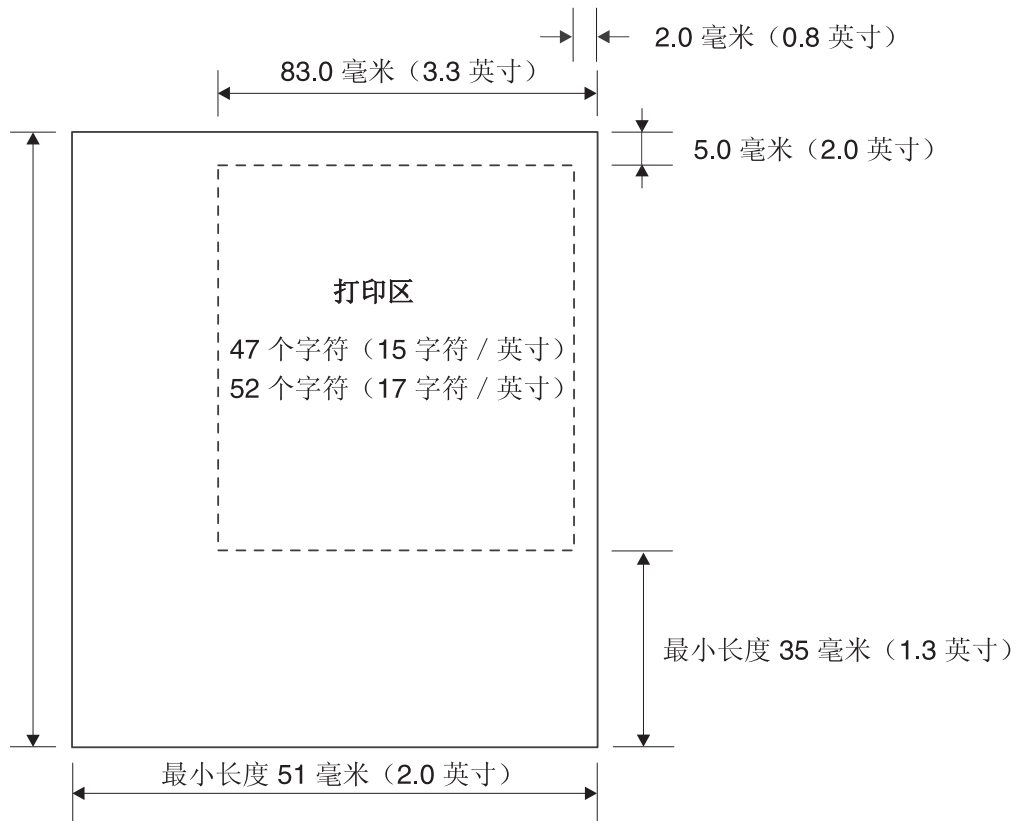 2.0 毫米（0.8 英寸）
83.0 毫米（3.3 英寸）
5.0 毫米（2.0 英寸）
打印区
47 个字符（15 字符 / 英寸）
52 个字符（17 字符 / 英寸）
最小长度 35 毫米（1.3 英寸）
最小长度 51 毫米（2.0 英寸）